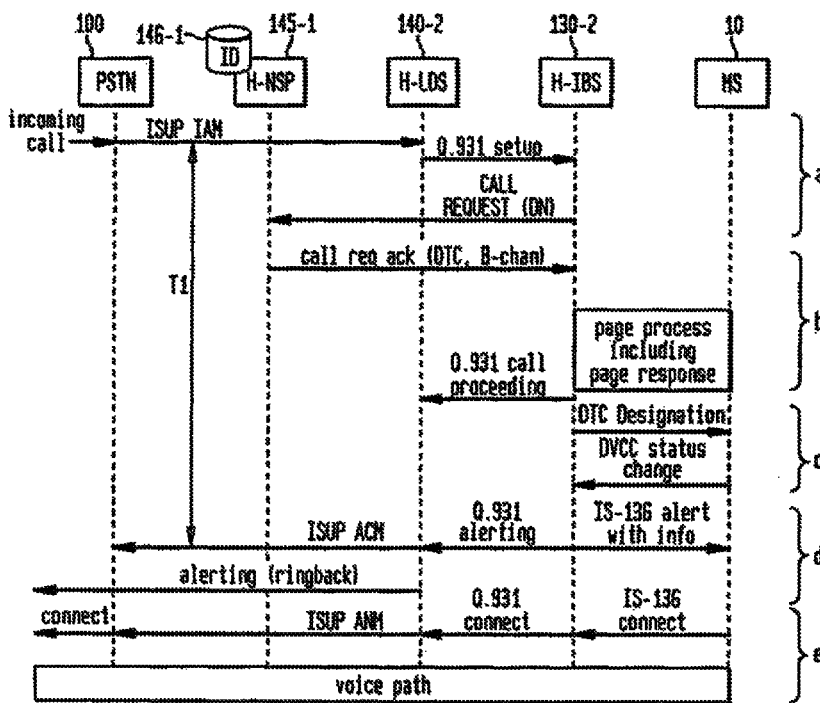 100 146-1 145-1 140-2 130-2 10
ID
PSTN H-NSP H-LDS H-IBS MS
incoming
call
ISUP IAM
Q.931 setup
CALL
REQUEST (DN)
a
call req ack (DTC, B-chan)
T1
page process
including
page response
b
Q.931 call
proceeding
DTC Designation
DVCC status
change
c
Q.931
alerting
IS-136 alert
with info
ISUP ACM
d
alerting (ringback)
connect
ISUP ANM
Q.931
connect
IS-136
connect
e
voice path